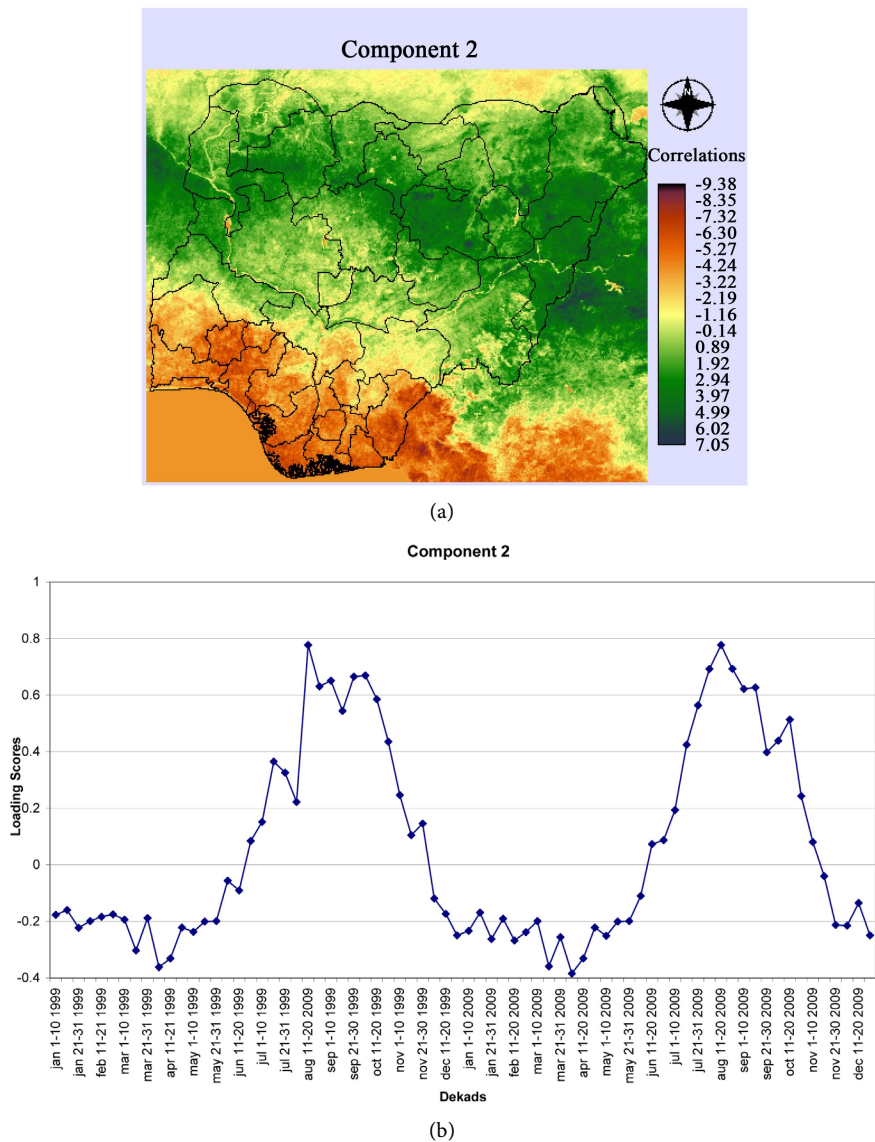 Component 2
N
Correlations
-9.38
-8.35
-7.32
-6.30
-5.27
-4.24
-3.22
-2.19
-1.16
-0.14
0.89
1.92
2.94
3.97
4.99
6.02
7.05
(a)
Component 2
1
0.8
0.6
0.4
0.2
0
-0.2
-0.4
Loading Scores
jan 1-10 1999
jan 21-31 1999
feb 11-21 1999
mar 1-10 1999
mar 21-31 1999
apr 11-21 1999
may 1-10 1999
may 21-31 1999
jun 11-20 1999
jul 1-10 1999
jul 21-31 1999
aug 11-20 2009
sep 1-10 1999
sep 21-30 1999
oct 11-20 1999
nov 1-10 1999
nov 21-30 1999
dec 11-20 1999
jan 1-10 2009
jan 21-31 2009
feb 11-20 2009
mar 1-10 2009
mar 21-31 2009
apr 11-20 2009
may 1-10 2009
may 21-31 2009
jun 11-20 2009
jul 1-10 2009
jul 21-31 2009
aug 11-20 2009
sep 1-10 2009
sep 21-30 2009
oct 11-20 2009
nov 1-10 2009
nov 21-30 2009
dec 11-20 2009
Dekads
(b)